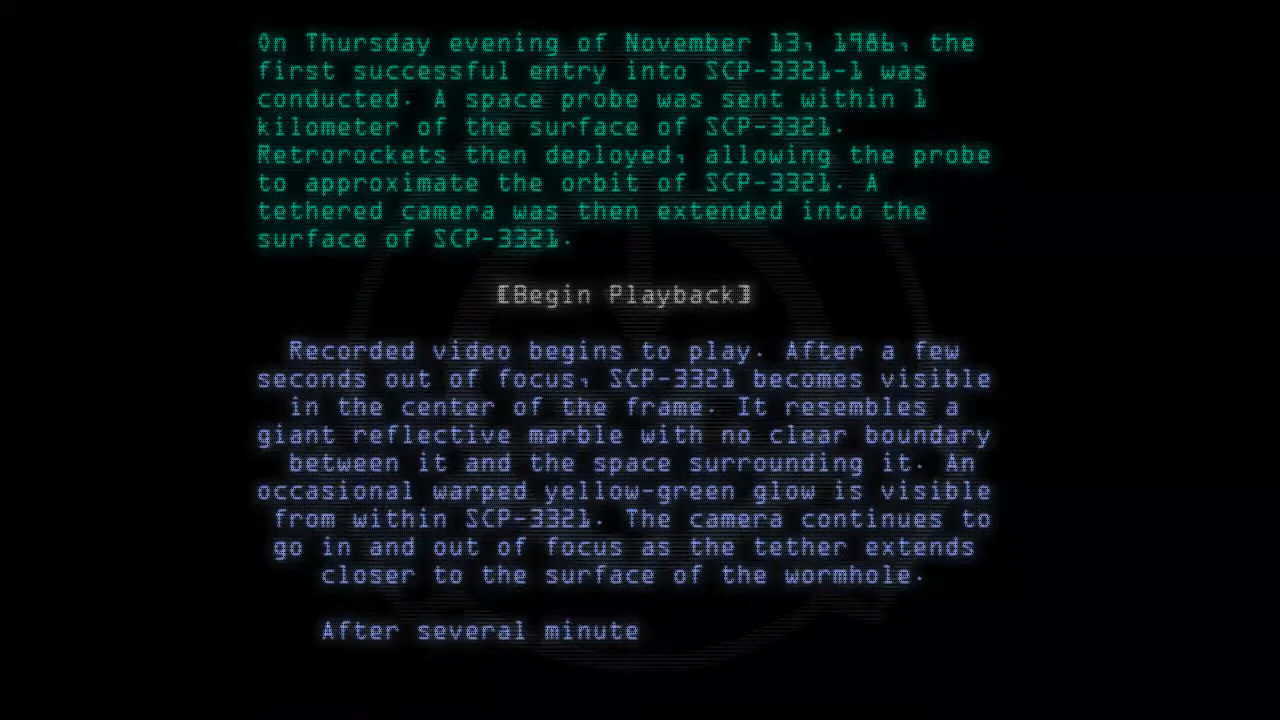 On Thursday evening of November 13, 1986, the
first successful entry into SCP-3321-1 was
conducted. A space probe was sent within 1
kilometer of the surface of SCP-3321.
Retrorockets then deployed, allowing the probe
to approximate the orbit of SCP-3321. A
tethered camera was then extended into the
surface of SCP-3321.
[Begin Playback]
Recorded video begins to play. After a few
seconds out of focus, SCP-3321 becomes visible
in the center of the frame. It resembles a
giant reflective marble with no clear boundary
between it and the space surrounding it. An
occasional warped yellow-green glow is visible
from within SCP-3321. The camera continues to
go in and out of focus as the tether extends
closer to the surface of the wormhole.
After several minute